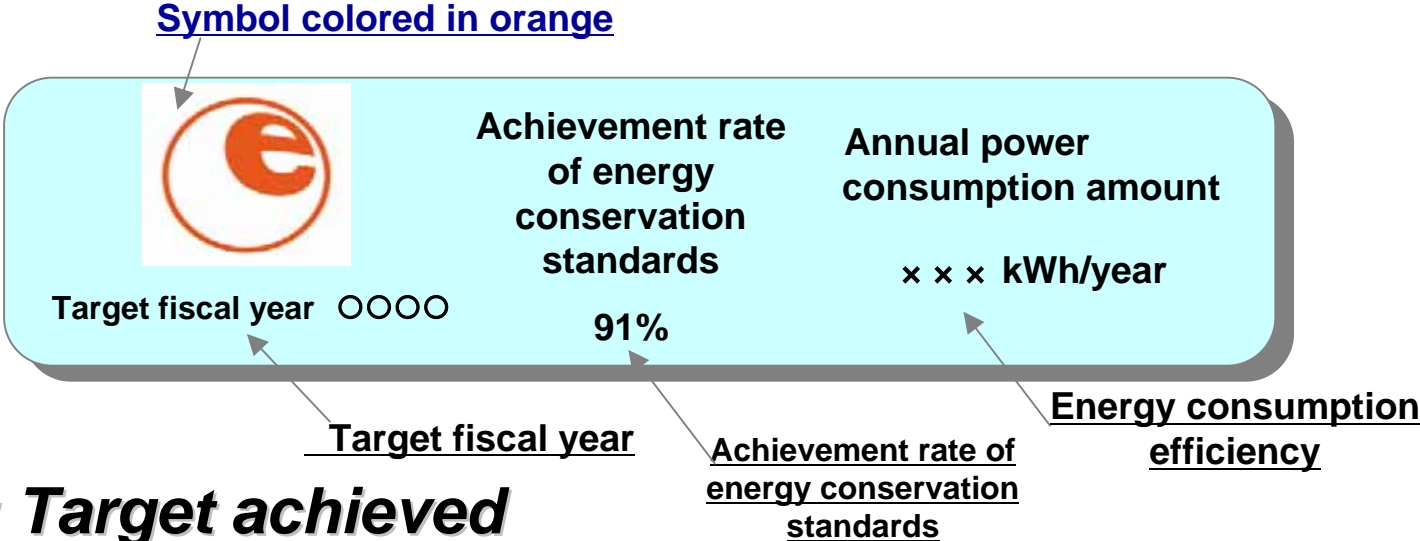 Symbol colored in orange
e
Achievement rate
of energy
conservation
standards
91%
Annual power
consumption amount
× × × kWh/year
Target fiscal year ○○○○
Target fiscal year
Achievement rate of
energy conservation
standards
Energy consumption
efficiency
Target achieved